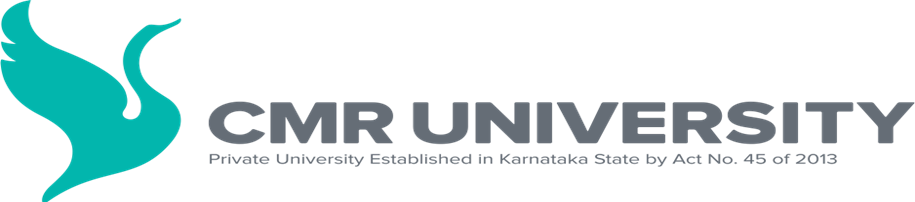 CMR UNIVERSITY
Private University Established in Karnataka State by Act No. 45 of 2013